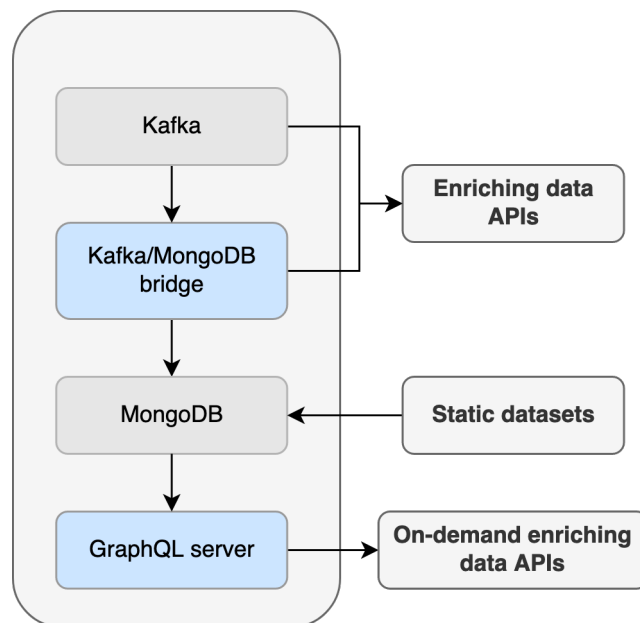 Kafka
Enriching data
APIs
Kafka/MongoDB
bridge
MongoDB
Static datasets
GraphQL server
On-demand enriching
data APIs